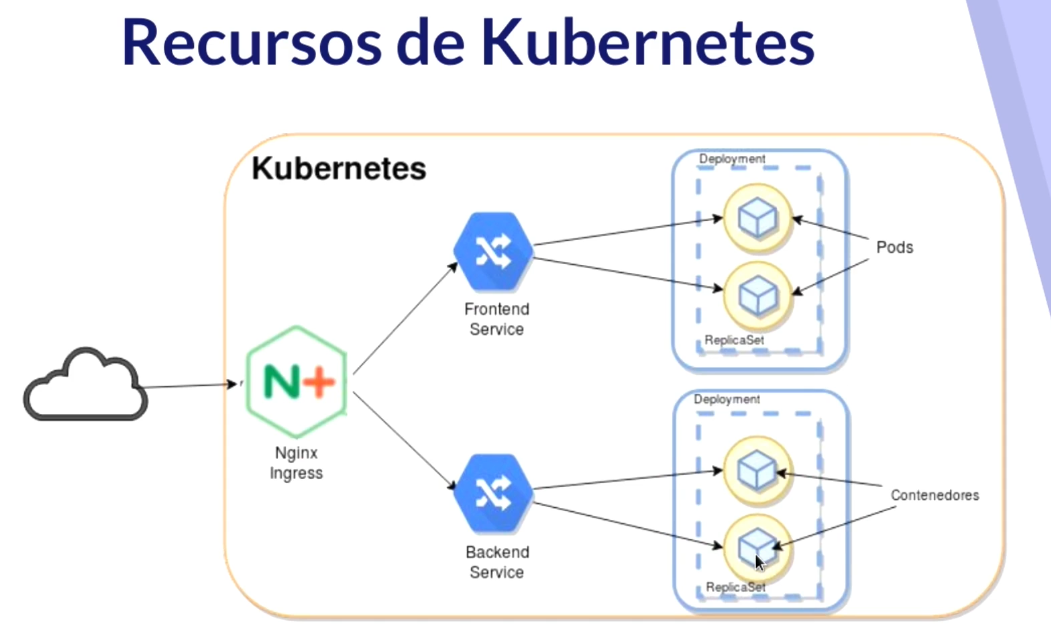 Recursos de Kubernetes
Kubernetes
Deployment
Pods
ReplicaSet
Frontend
Service
N+
Nginx
Ingress
Deployment
Contenedores
ReplicaSet
Backend
Service